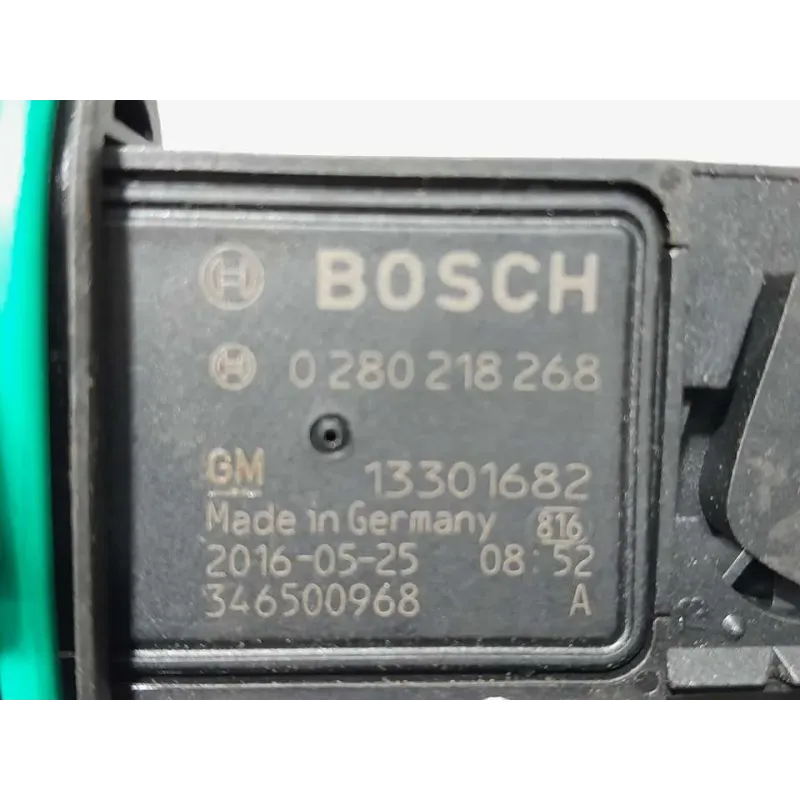 BOSCH
0 280 218 268
GM 13301682
Made in Germany 816
2016-05-25 08:52
346500968 A